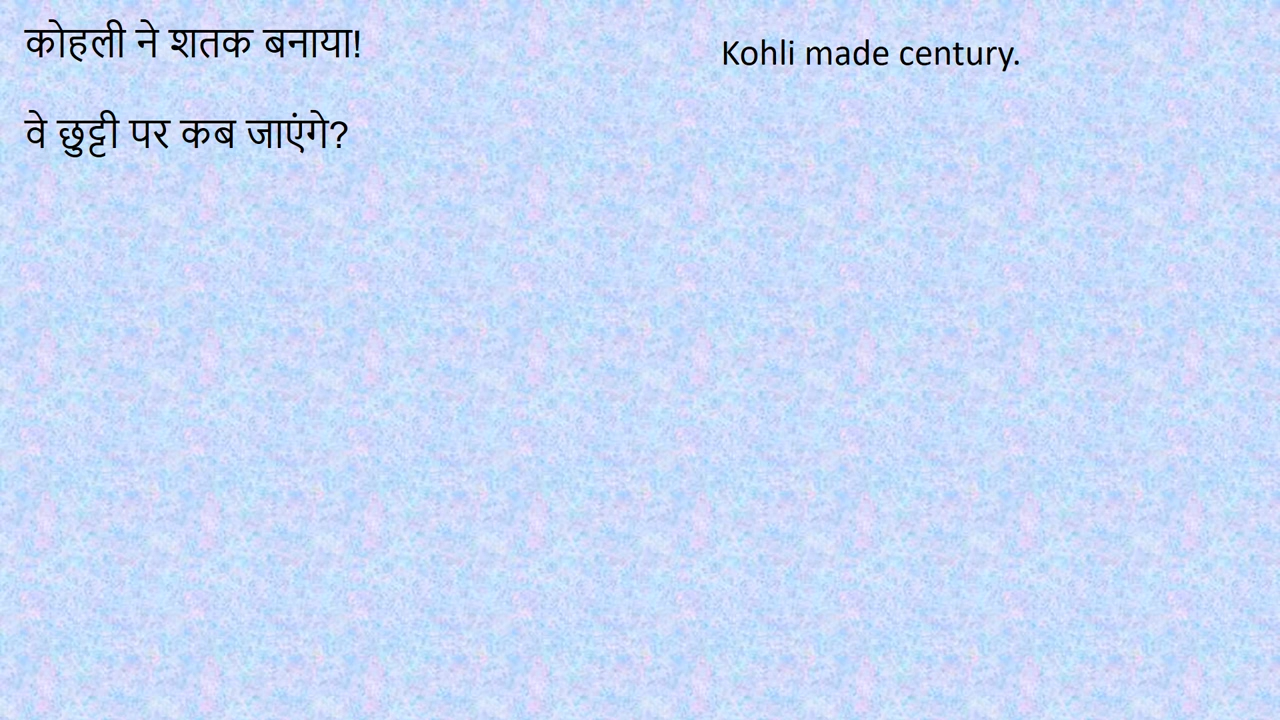 कोहली ने शतक बनाया!
Kohli made century.
वे छुट्टी पर कब जाएंगे?